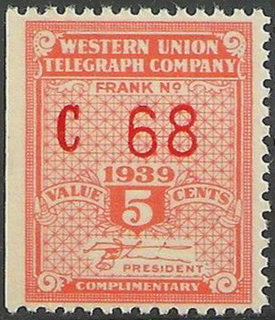 WESTERN UNION
TELEGRAPH COMPANY
FRANK NO
C 68
1939
VALUE 5 CENTS
PRESIDENT
COMPLIMENTARY